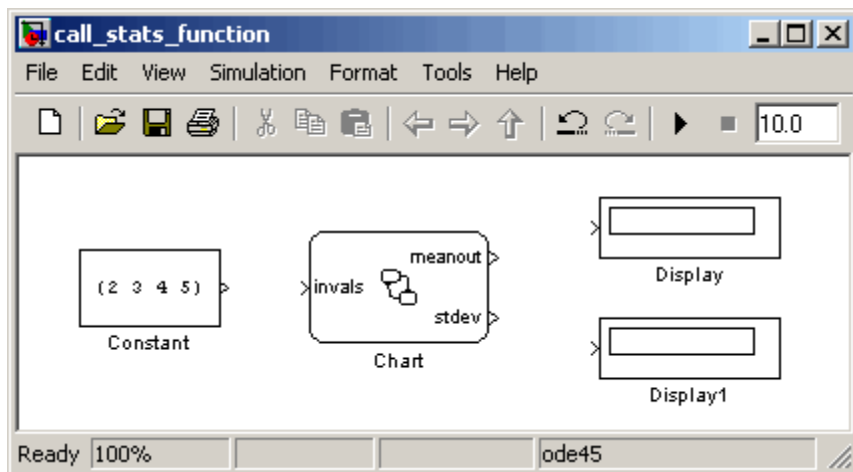 call_stats_function
File Edit View Simulation Format Tools Help
10.0
(2 3 4 5)
Constant
invals
meanout
stdev
Chart
Display
Display1
Ready 100% ode45